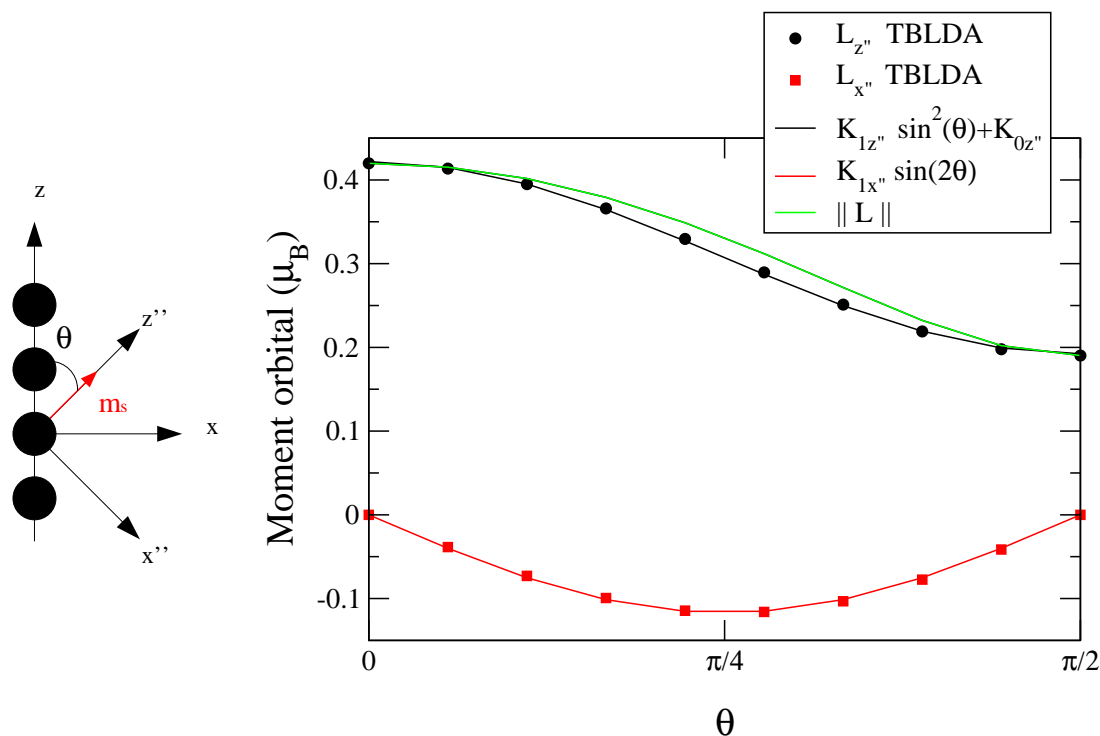 L_z" TBLDA
L_x" TBLDA
K_1z" sin²(θ)+K_0z"
K_1x" sin(2θ)
|| L ||
z
z’’
θ
m_s
x
x’’
Moment orbital (μ_B)
0.4
0.3
0.2
0.1
0
-0.1
0 π/4 π/2
θ